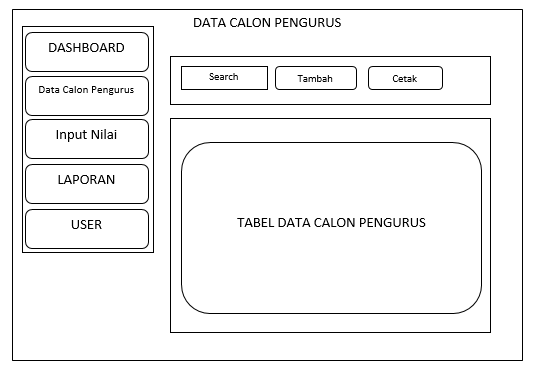 DATA CALON PENGURUS
DASHBOARD
Data Calon Pengurus
Input Nilai
LAPORAN
USER
Search
Tambah
Cetak
TABEL DATA CALON PENGURUS